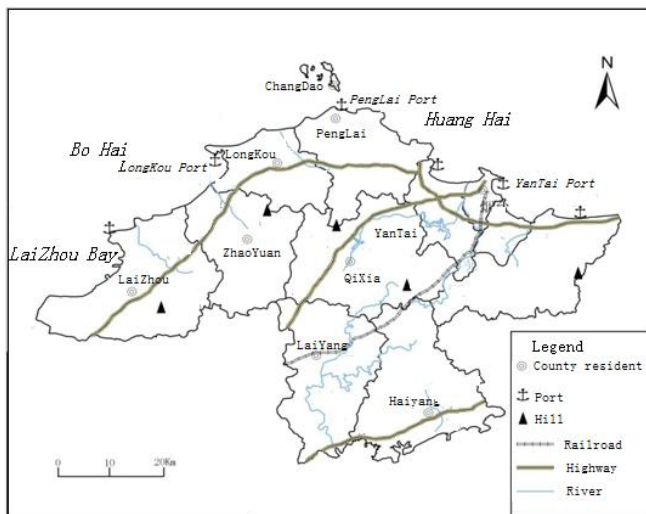 N
ChangDao
PengLai Port
PengLai
Huang Hai
Bo Hai
LongKou
LongKou Port
YanTai Port
YanTai
LaiZhou Bay
ZhaoYuan
QiXia
LaiZhou
LaiYang
Haiyan
Legend
County resident
Port
Hill
Railroad
Highway
River
0 10 20Km